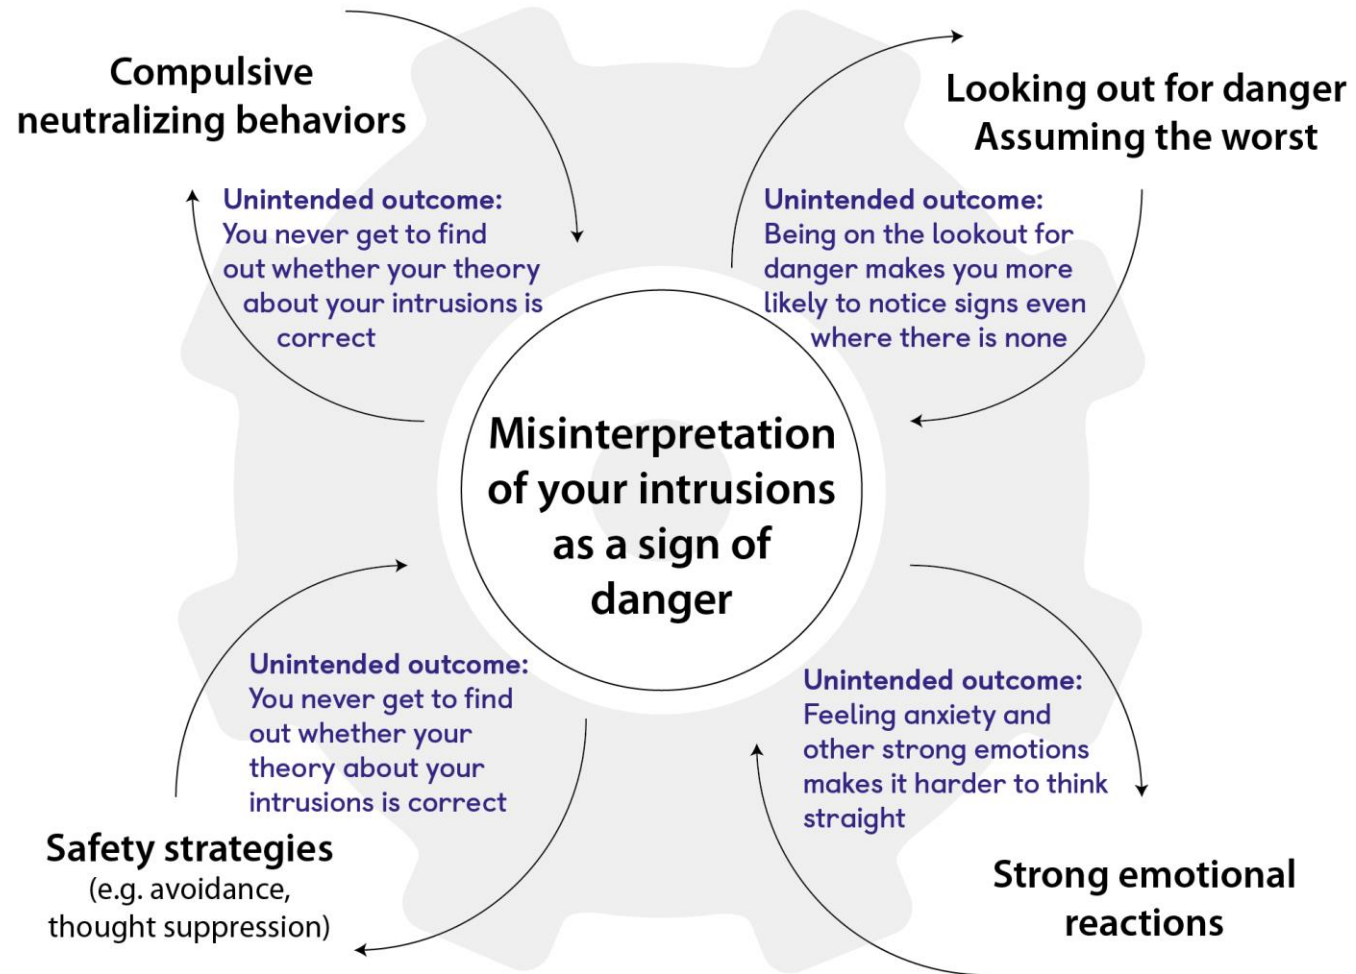 Compulsive
neutralizing behaviors
Unintended outcome:
You never get to find
out whether your theory
about your intrusions is
correct
Looking out for danger
Assuming the worst
Unintended outcome:
Being on the lookout for
danger makes you more
likely to notice signs even
where there is none
Misinterpretation
of your intrusions
as a sign of
danger
Unintended outcome:
You never get to find
out whether your
theory about your
intrusions is correct
Safety strategies
(e.g. avoidance,
thought suppression)
Unintended outcome:
Feeling anxiety and
other strong emotions
makes it harder to think
straight
Strong emotional
reactions